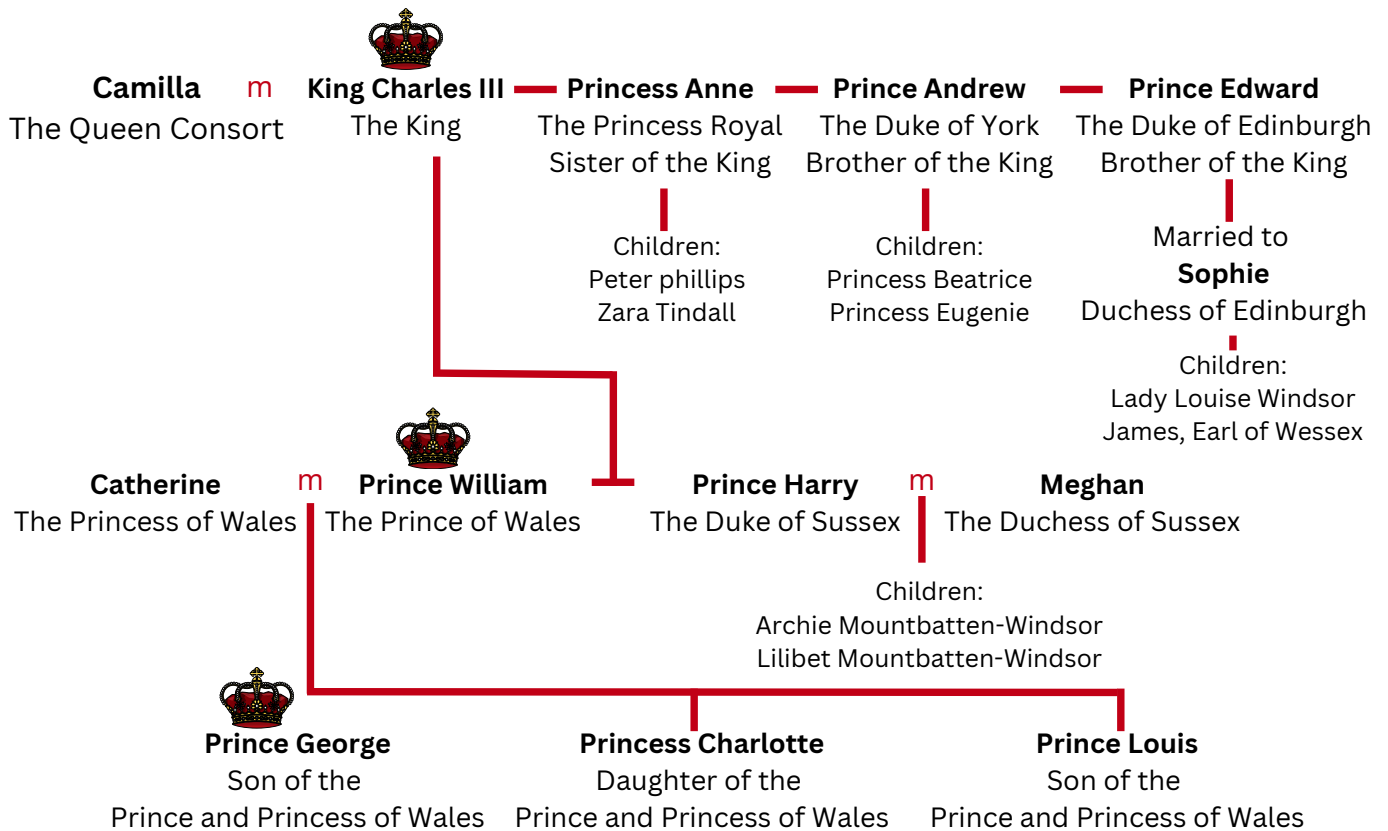 Camilla m King Charles III Princess Anne Prince Andrew Prince Edward
The Queen Consort The King The Princess Royal The Duke of York The Duke of Edinburgh
Sister of the King Brother of the King Brother of the King
Children:
Peter phillips
Zara Tindall
Children:
Princess Beatrice
Princess Eugenie
Married to
Sophie
Duchess of Edinburgh
Children:
Lady Louise Windsor
James, Earl of Wessex
Catherine m Prince William Prince Harry m Meghan
The Princess of Wales The Prince of Wales The Duke of Sussex The Duchess of Sussex
Children:
Archie Mountbatten-Windsor
Lilibet Mountbatten-Windsor
Prince George Princess Charlotte Prince Louis
Son of the Daughter of the Son of the
Prince and Princess of Wales Prince and Princess of Wales Prince and Princess of Wales